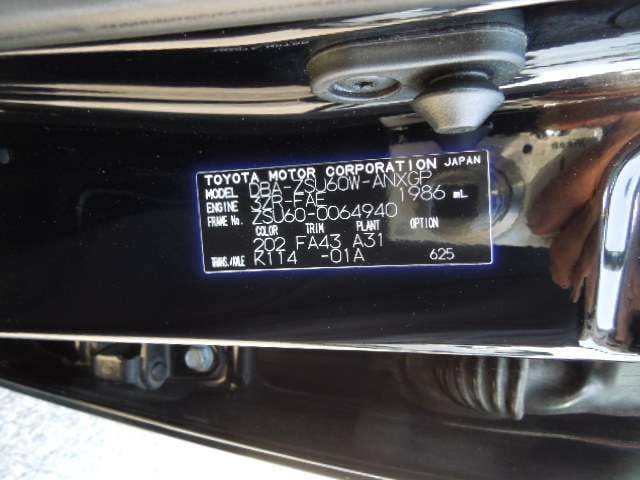 TOYOTA MOTOR CORPORATION JAPAN
MODEL DBA-ZSU60W-ANXGP
ENGINE 3ZR-FAE 1986 mL
FRAME No. ZSU60-0064940
COLOR TRIM PLANT OPTION
202 FA43 A31
TRANS./AXLE K114 -01A 625